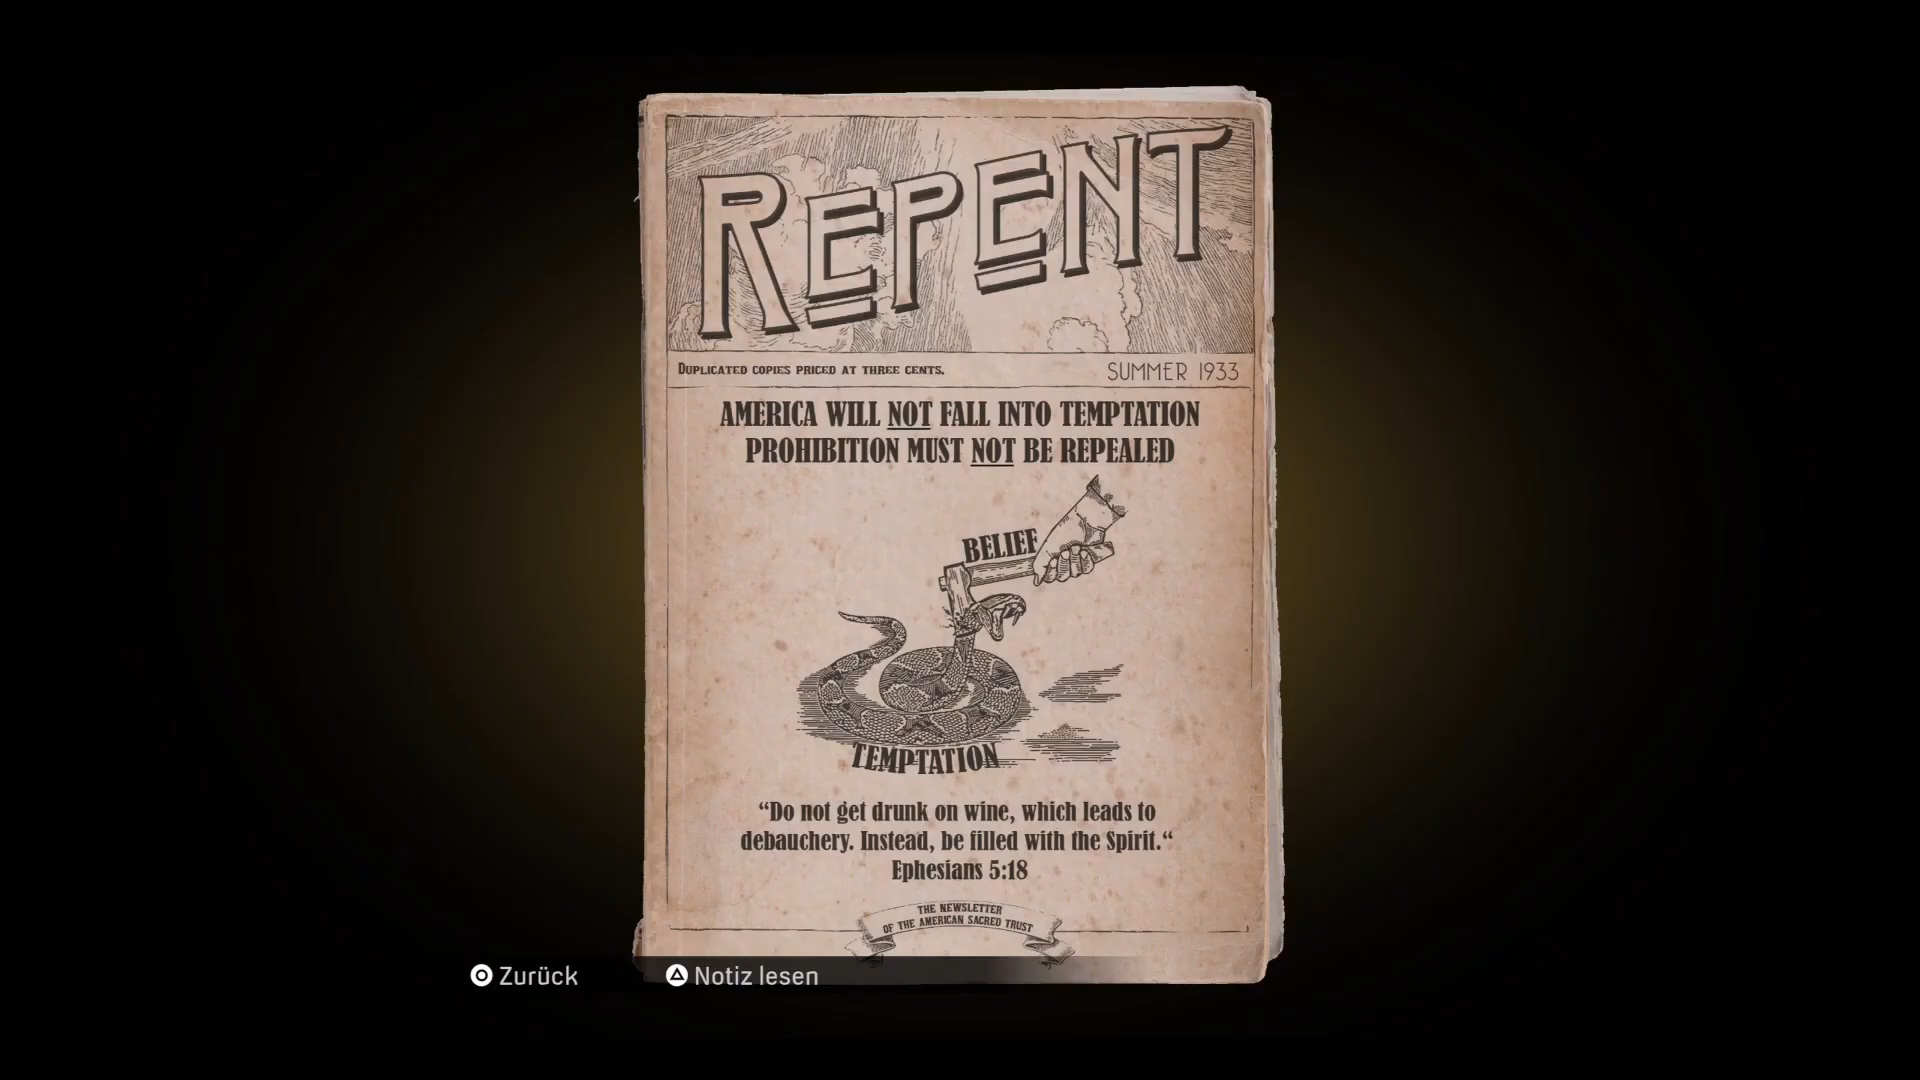 REPENT
DUPLICATED COPIES PRICED AT THREE CENTS.
SUMMER 1933
AMERICA WILL NOT FALL INTO TEMPTATION
PROHIBITION MUST NOT BE REPEALED
BELIEF
TEMPTATION
“Do not get drunk on wine, which leads to
debauchery. Instead, be filled with the Spirit.“
Ephesians 5:18
THE NEWSLETTER
OF THE AMERICAN SACRED TRUST
Zurück
Notiz lesen